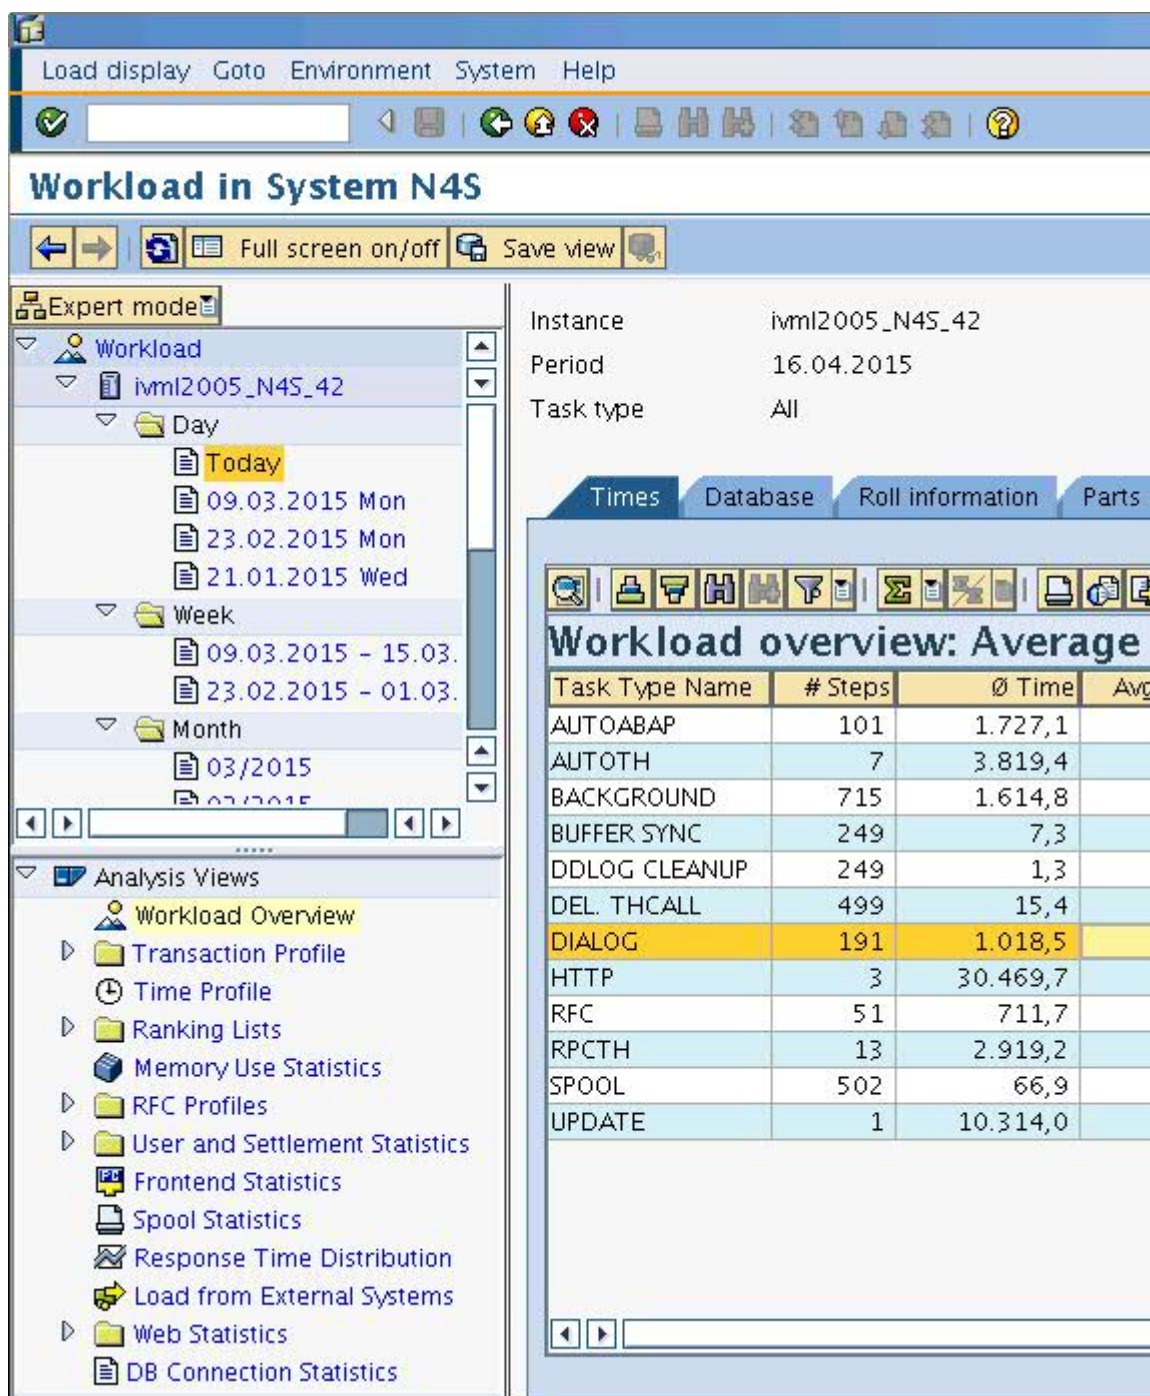 Load display Goto Environment System Help
Workload in System N4S
Full screen on/off Save view
Expert mode
Workload
ivml2005_N4S_42
Day
Today
09.03.2015 Mon
23.02.2015 Mon
21.01.2015 Wed
Week
09.03.2015 - 15.03.
23.02.2015 - 01.03.
Month
03/2015
Analysis Views
Workload Overview
Transaction Profile
Time Profile
Ranking Lists
Memory Use Statistics
RFC Profiles
User and Settlement Statistics
Frontend Statistics
Spool Statistics
Response Time Distribution
Load from External Systems
Web Statistics
DB Connection Statistics
Instance ivml2005_N4S_42
Period 16.04.2015
Task type All
Times Database Roll information Parts
Workload overview: Average
Task Type Name # Steps Ø Time Avg
AUTOABAP 101 1.727,1
AUTOTH 7 3.819,4
BACKGROUND 715 1.614,8
BUFFER SYNC 249 7,3
DDLOG CLEANUP 249 1,3
DEL. THCALL 499 15,4
DIALOG 191 1.018,5
HTTP 3 30.469,7
RFC 51 711,7
RPCTH 13 2.919,2
SPOOL 502 66,9
UPDATE 1 10.314,0